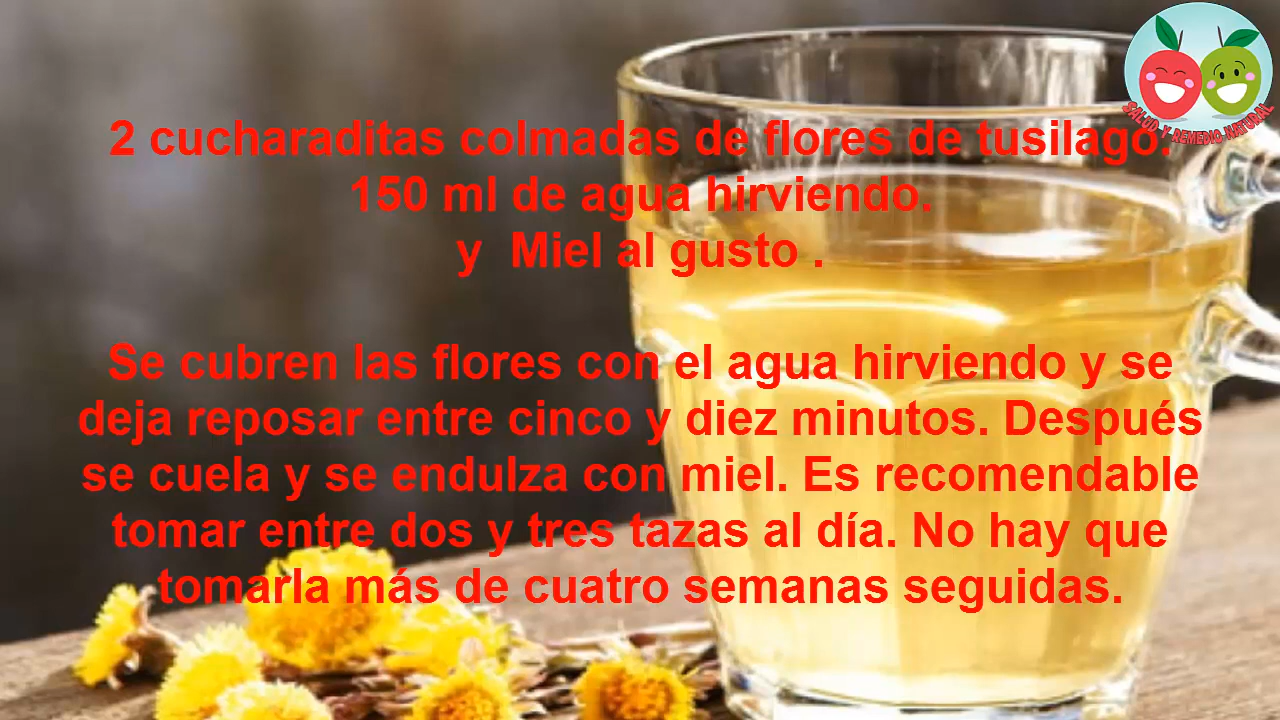 SALUD Y REMEDIO NATURAL
2 cucharaditas colmadas de flores de tusilago.
150 ml de agua hirviendo.
y Miel al gusto .
Se cubren las flores con el agua hirviendo y se
deja reposar entre cinco y diez minutos. Después
se cuela y se endulza con miel. Es recomendable
tomar entre dos y tres tazas al día. No hay que
tomarla más de cuatro semanas seguidas.